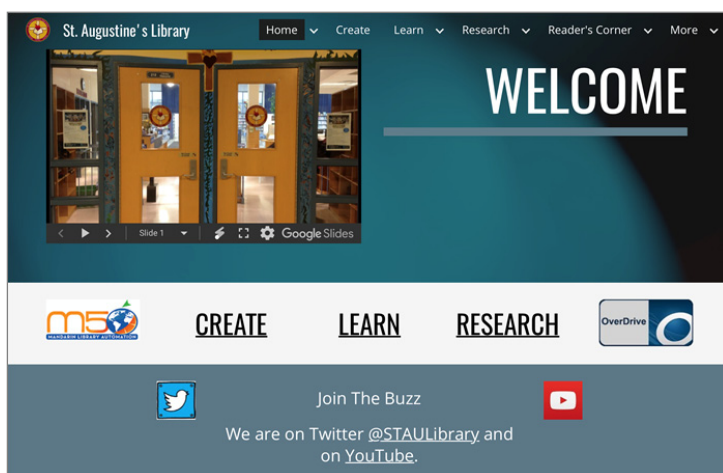 St. Augustine's Library
Home Create Learn Research Reader's Corner More
WELCOME
Slide 1 Google Slides
M5
MANDARIN LIBRARY AUTOMATION
CREATE LEARN RESEARCH
OverDrive
Join The Buzz
We are on Twitter @STAULibrary and
on YouTube.